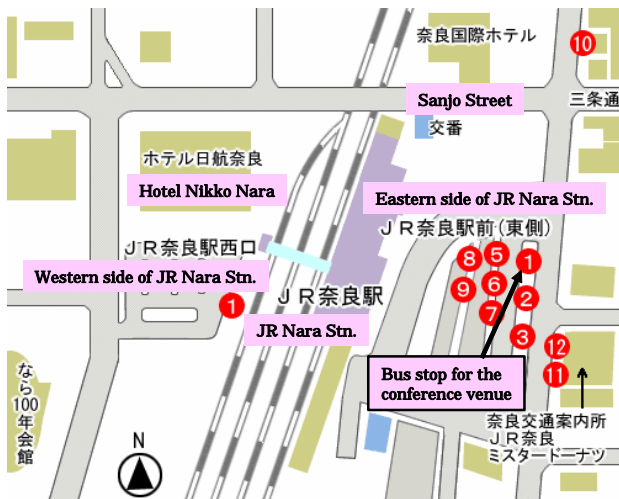 奈良国際ホテル
10
Sanjo Street
三条通
交番
ホテル日航奈良
Hotel Nikko Nara
Eastern side of JR Nara Stn.
JR奈良駅前(東側)
JR奈良駅西口
Western side of JR Nara Stn.
1
JR奈良駅
JR Nara Stn.
8
5
1
9
6
2
7
3
12
11
Bus stop for the
conference venue
なら100年会館
奈良交通案内所
JR奈良
ミスタードーナツ
N